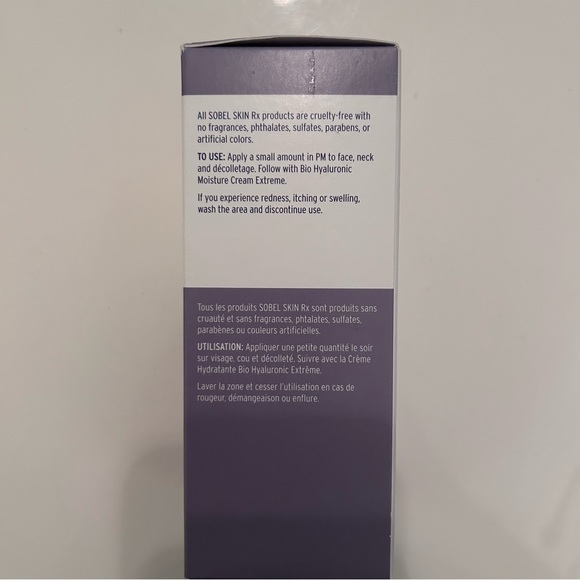 All SOBEL SKIN Rx products are cruelty-free with
no fragrances, phthalates, sulfates, parabens, or
artificial colors.
TO USE: Apply a small amount in PM to face, neck
and décolletage. Follow with Bio Hyaluronic
Moisture Cream Extreme.
If you experience redness, itching or swelling,
wash the area and discontinue use.
Tous les produits SOBEL SKIN Rx sont produits sans
cruauté et sans fragrances, phtalates, sulfates,
parabènes ou couleurs artificielles.
UTILISATION: Appliquer une petite quantité le soir
sur visage, cou et décolleté. Suivre avec la Crème
Hydratante Bio Hyaluronic Extrême.
Laver la zone et cesser l'utilisation en cas de
rougeur, démangeaison ou enflure.